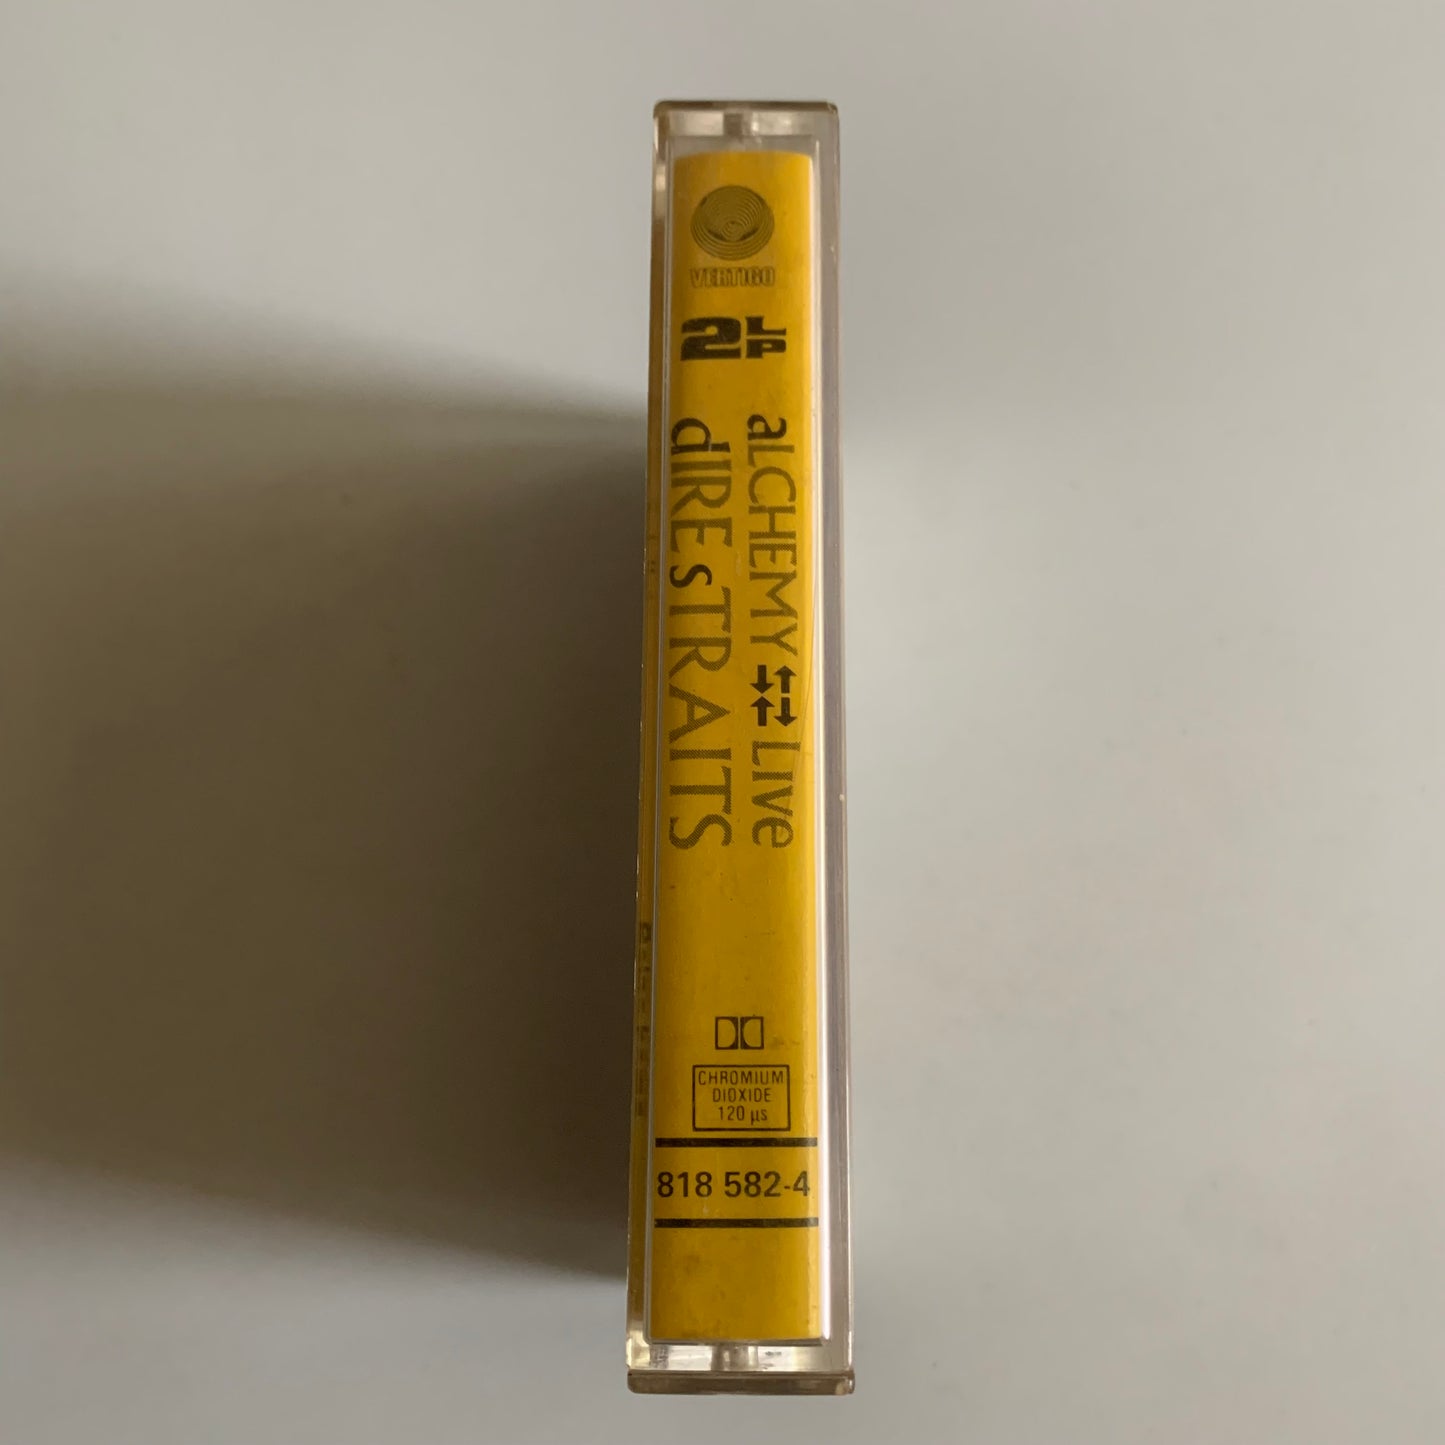 VERTIGO
2LP
aLCHEMY ↓↑↑↓ Live
dIRE sTRAITS
CHROMIUM
DIOXIDE
120 µs
818 582-4